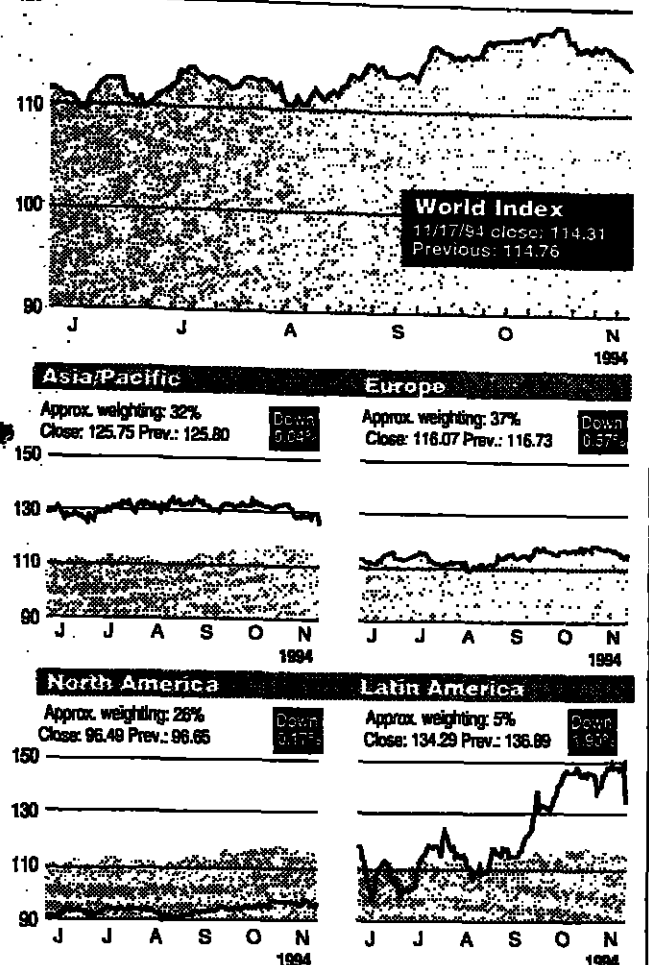 110
100
90
World Index
11/17/94 close: 114.31
Previous: 114.76
J J A S O N
1994
Asia/Pacific
Approx. weighting: 32%
Close: 125.75 Prev.: 125.80
Down
150
130
110
90
J J A S O N
1994
Europe
Approx. weighting: 37%
Close: 116.07 Prev.: 116.73
Down
J J A S O N
1994
North America
Approx. weighting: 26%
Close: 96.49 Prev.: 96.65
Down
150
130
110
90
J J A S O N
1994
Latin America
Approx. weighting: 5%
Close: 134.29 Prev.: 136.89
Down
J J A S O N
1994